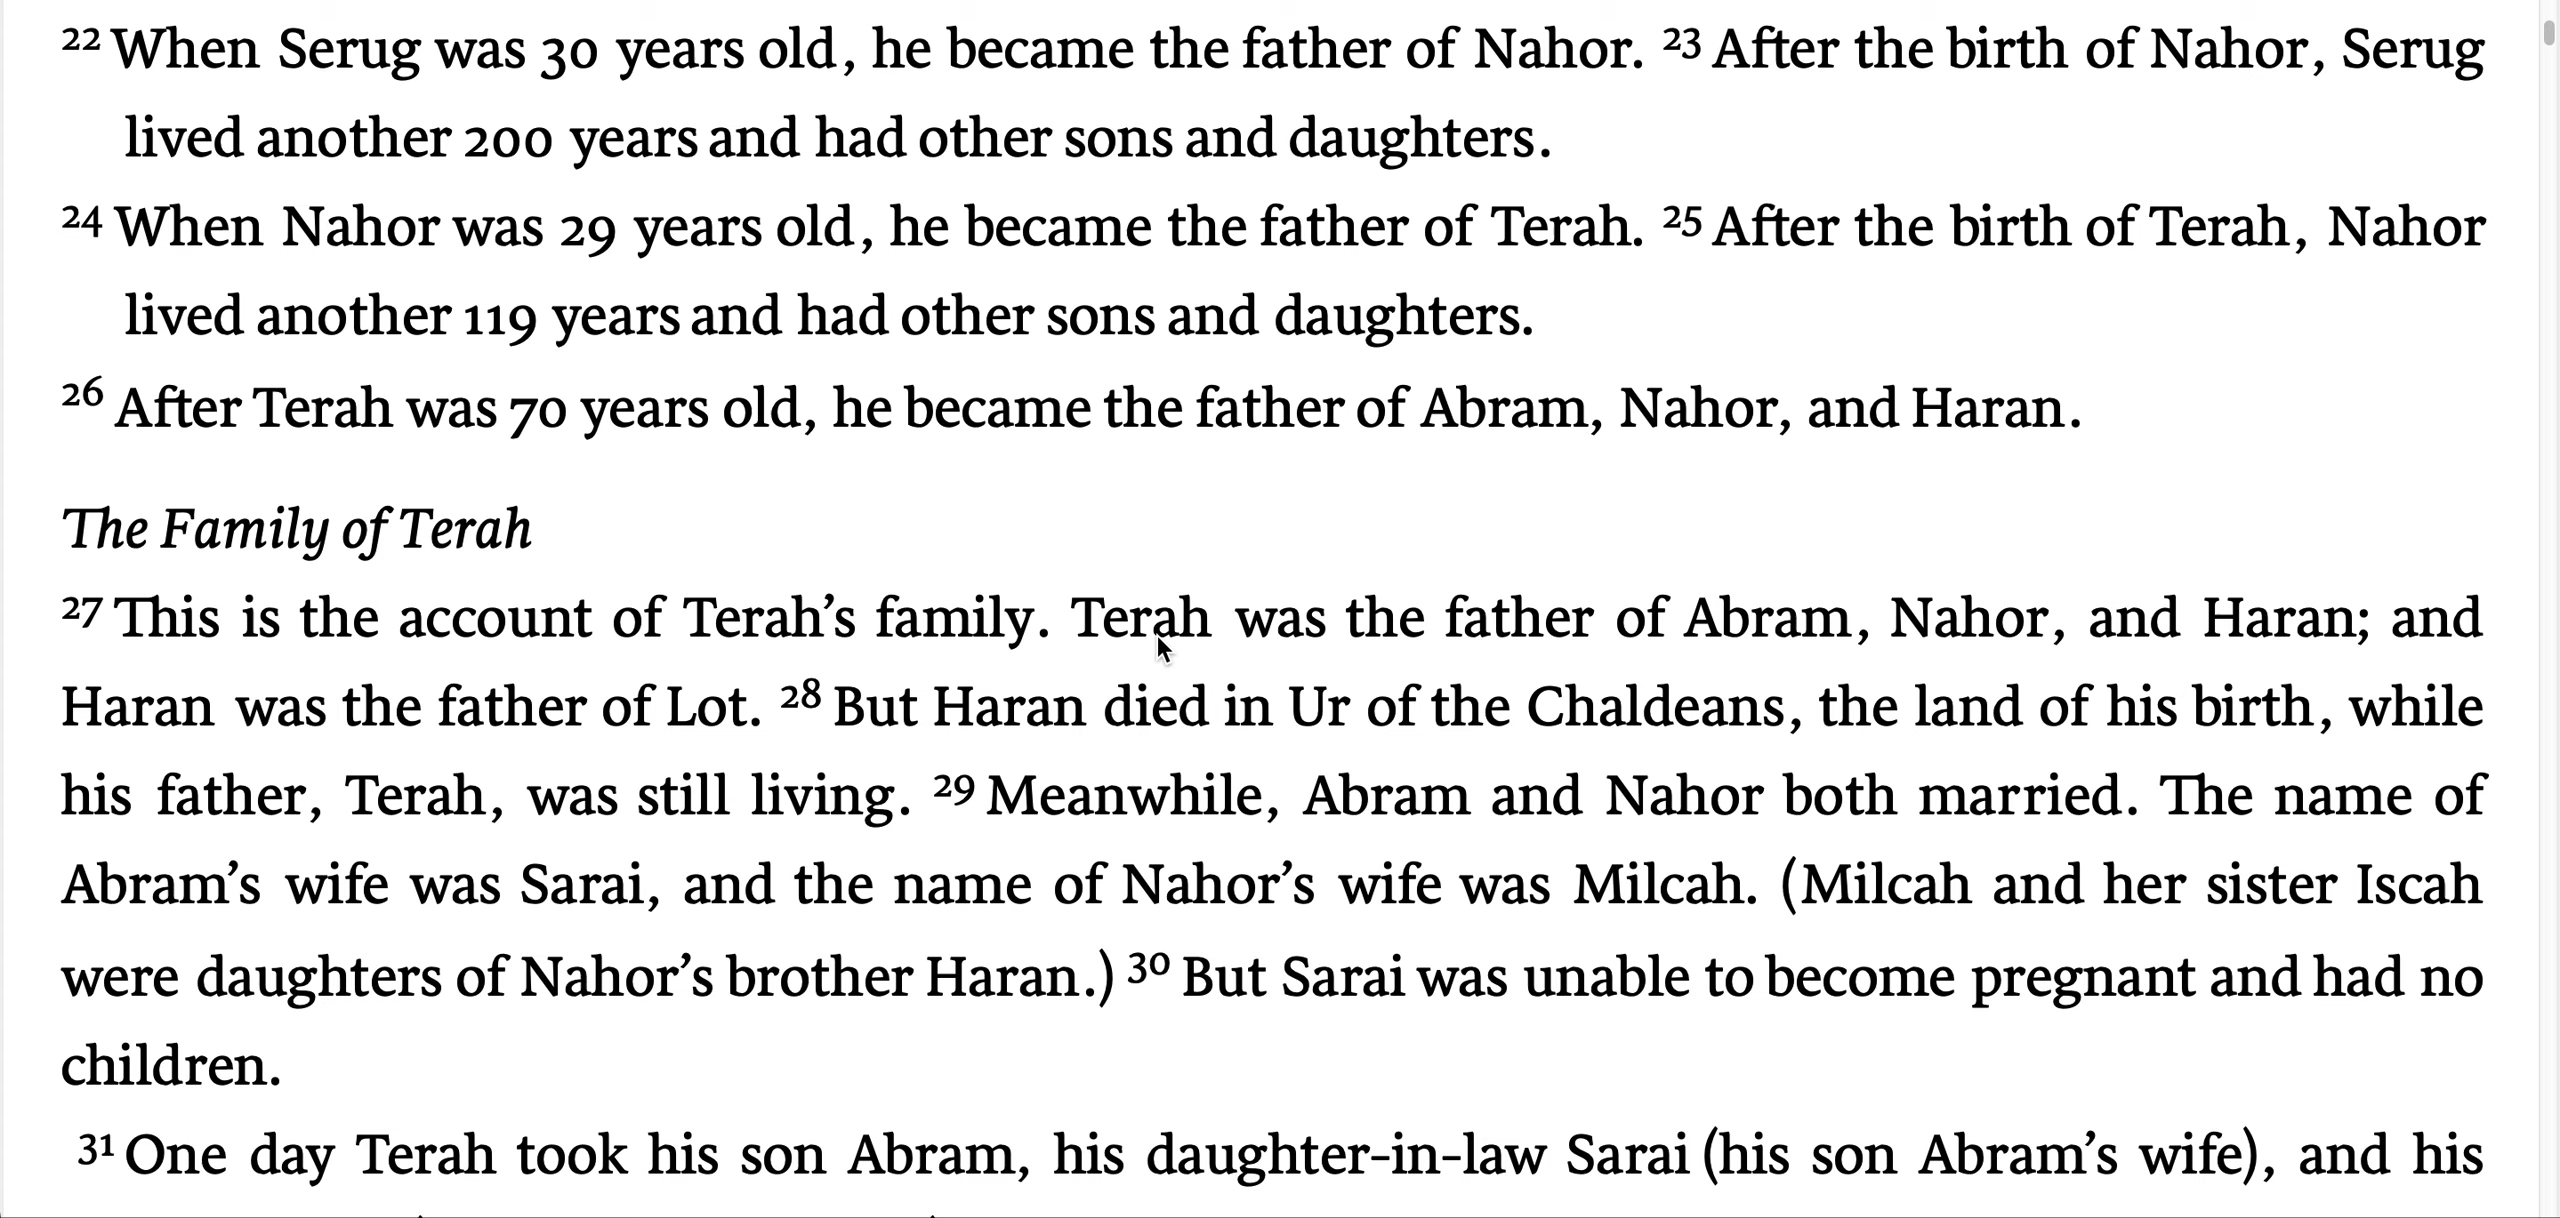 22 When Serug was 30 years old, he became the father of Nahor. 23 After the birth of Nahor, Serug
lived another 200 years and had other sons and daughters.
24 When Nahor was 29 years old, he became the father of Terah. 25 After the birth of Terah, Nahor
lived another 119 years and had other sons and daughters.
26 After Terah was 70 years old, he became the father of Abram, Nahor, and Haran.
The Family of Terah
27 This is the account of Terah’s family. Terah was the father of Abram, Nahor, and Haran; and
Haran was the father of Lot. 28 But Haran died in Ur of the Chaldeans, the land of his birth, while
his father, Terah, was still living. 29 Meanwhile, Abram and Nahor both married. The name of
Abram’s wife was Sarai, and the name of Nahor’s wife was Milcah. (Milcah and her sister Iscah
were daughters of Nahor’s brother Haran.) 30 But Sarai was unable to become pregnant and had no
children.
31 One day Terah took his son Abram, his daughter-in-law Sarai (his son Abram’s wife), and his